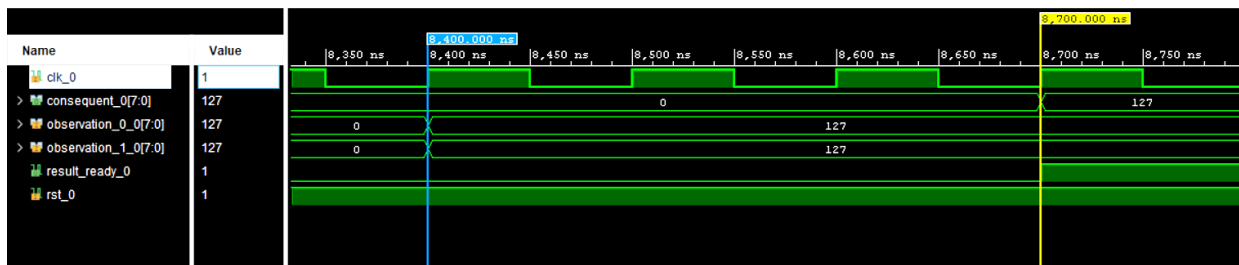 8,700.000 ns
8,400.000 ns
Name Value
8,350 ns 8,400 ns 8,450 ns 8,500 ns 8,550 ns 8,600 ns 8,650 ns 8,700 ns 8,750 ns
clk_0 1
consequent_0[7:0] 127 0 127
observation_0_0[7:0] 127 0 127
observation_1_0[7:0] 127 0 127
result_ready_0 1
rst_0 1